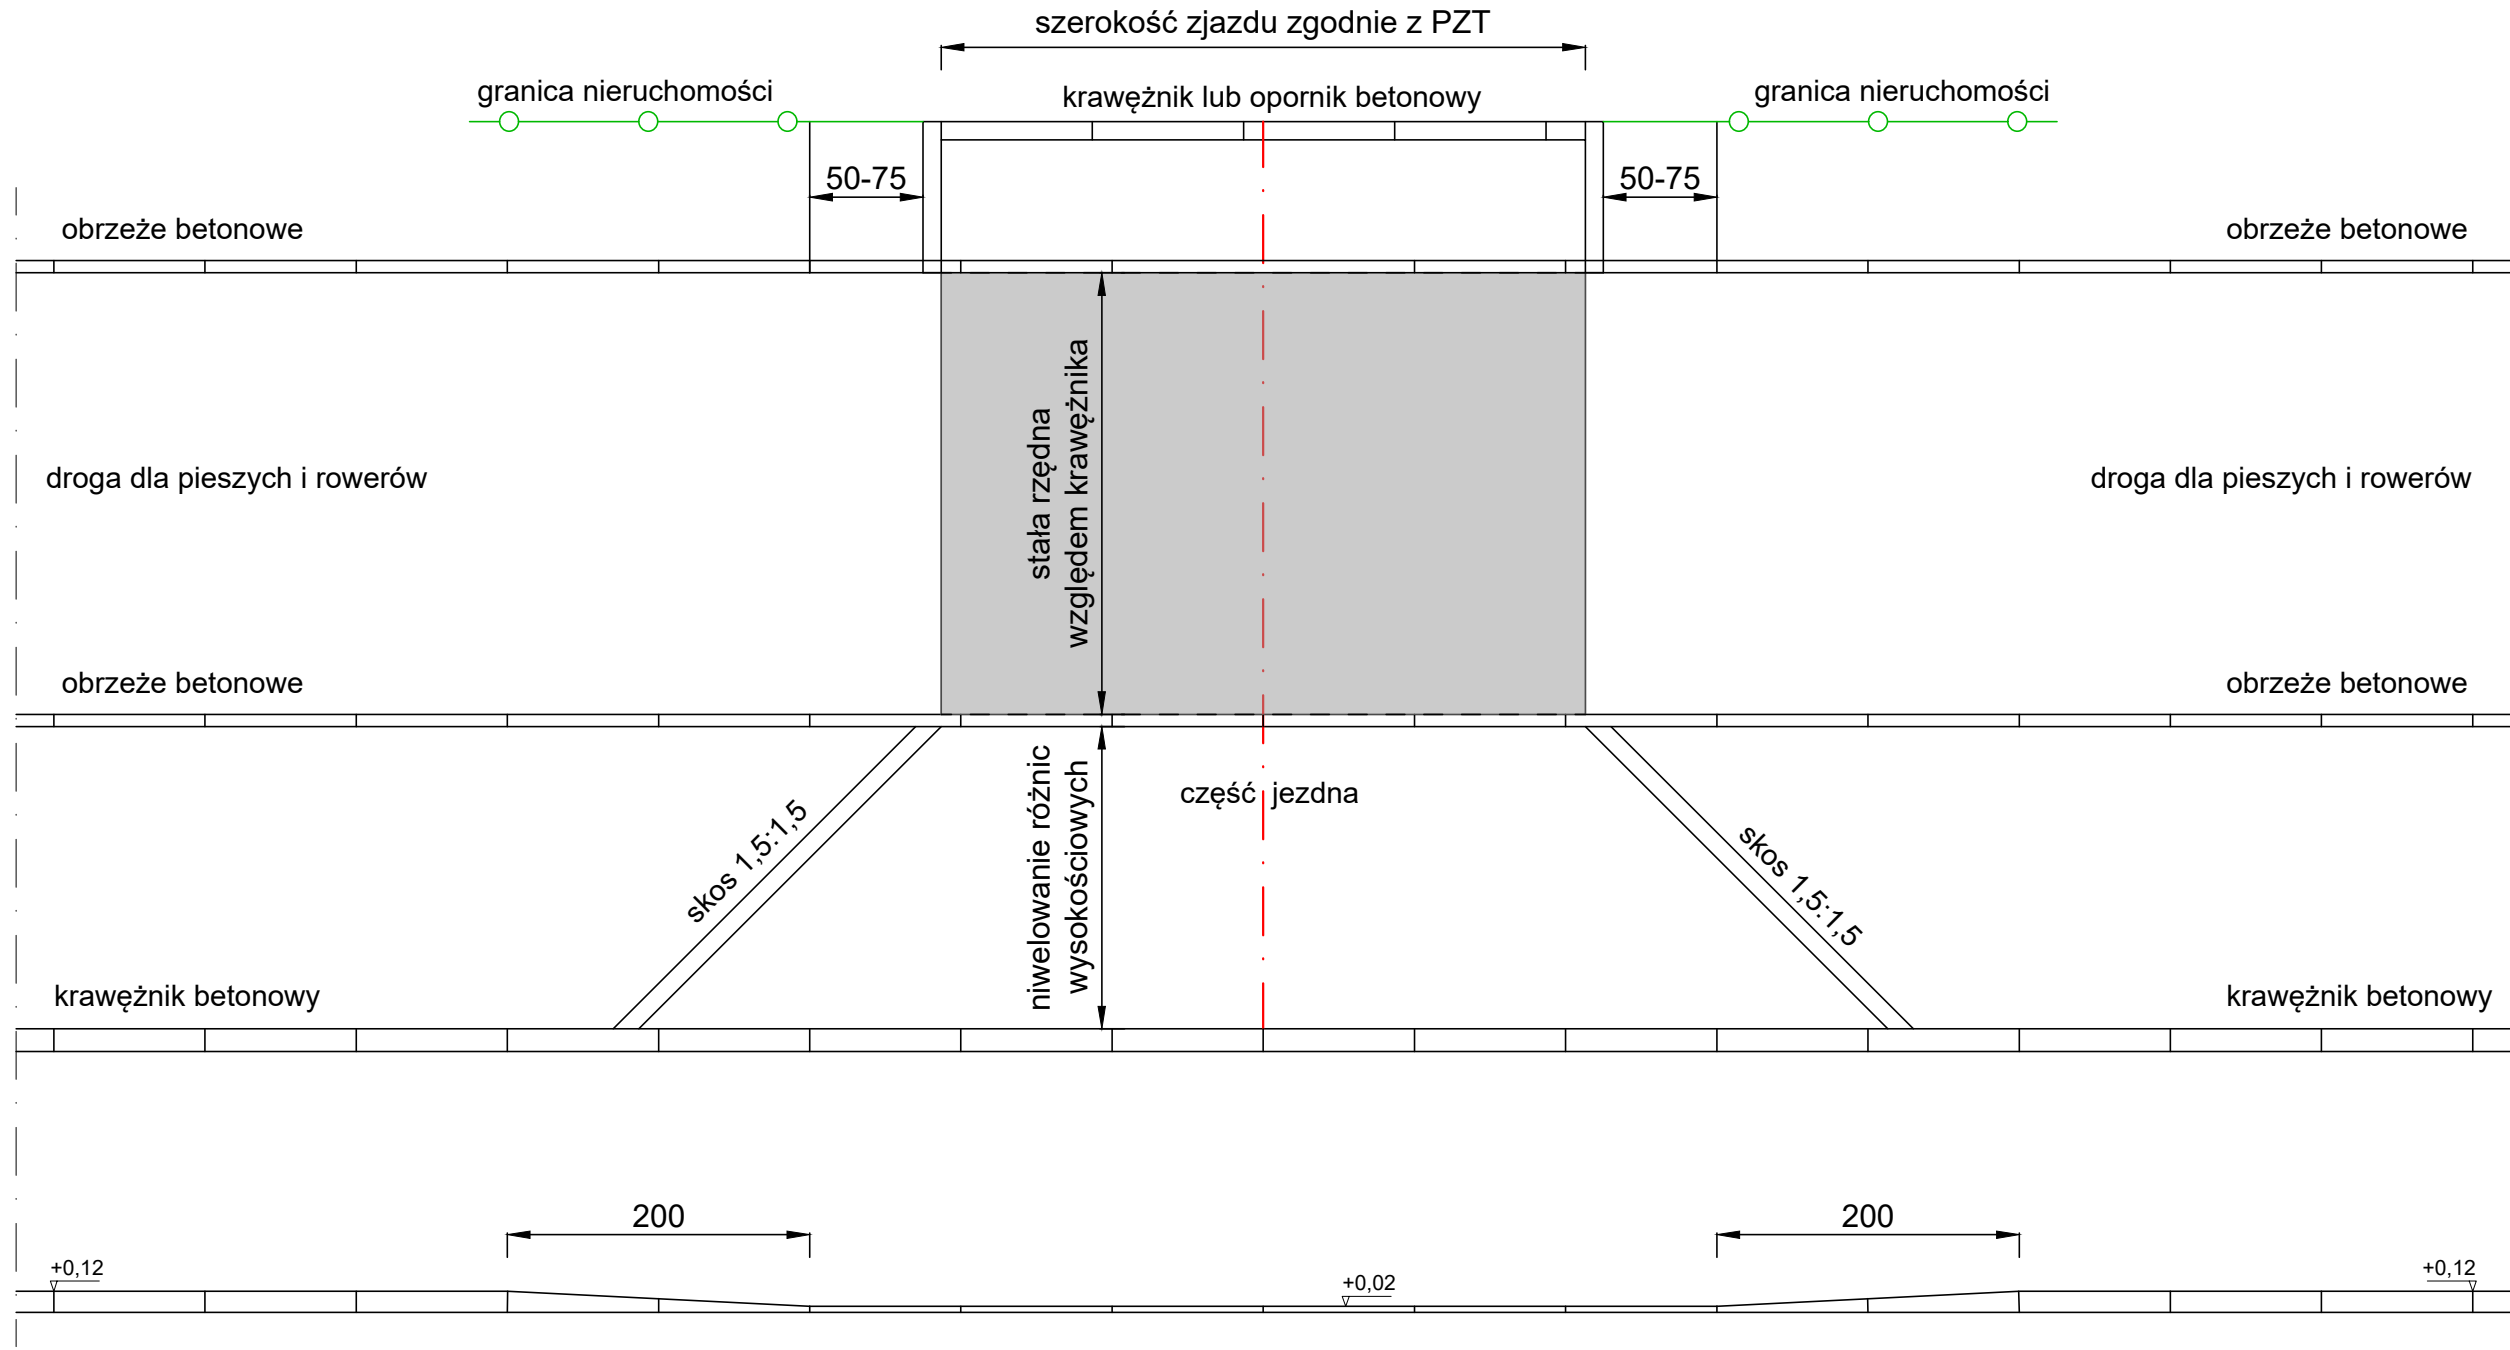 szerokość zjazdu zgodnie z PZT
granica nieruchomości
krawężnik lub opornik betonowy
granica nieruchomości
50-75
50-75
obrzeże betonowe
obrzeże betonowe
stała rzędna
względem krawężnika
droga dla pieszych i rowerów
droga dla pieszych i rowerów
obrzeże betonowe
obrzeże betonowe
niwelowanie różnic
wysokościowych
część jezdna
skos 1,5:1,5
skos 1,5:1,5
krawężnik betonowy
krawężnik betonowy
200
200
+0,12
+0,02
+0,12